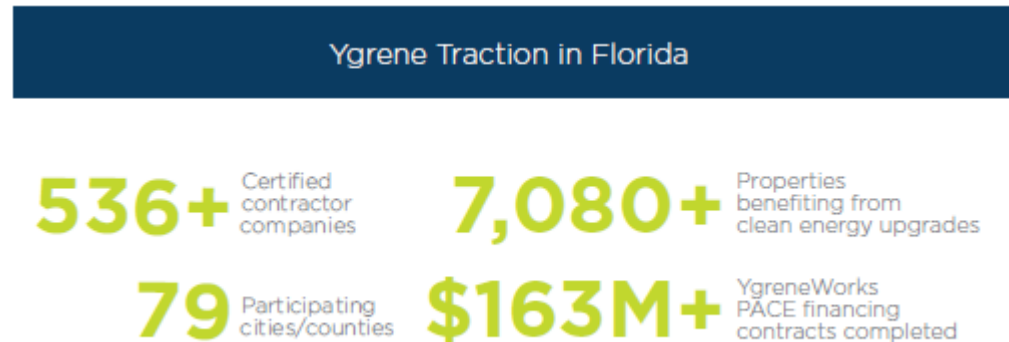 Ygrene Traction in Florida
536+ Certified
contractor
companies
7,080+ Properties
benefiting from
clean energy upgrades
79 Participating
cities/counties
$163M+ YgreneWorks
PACE financing
contracts completed